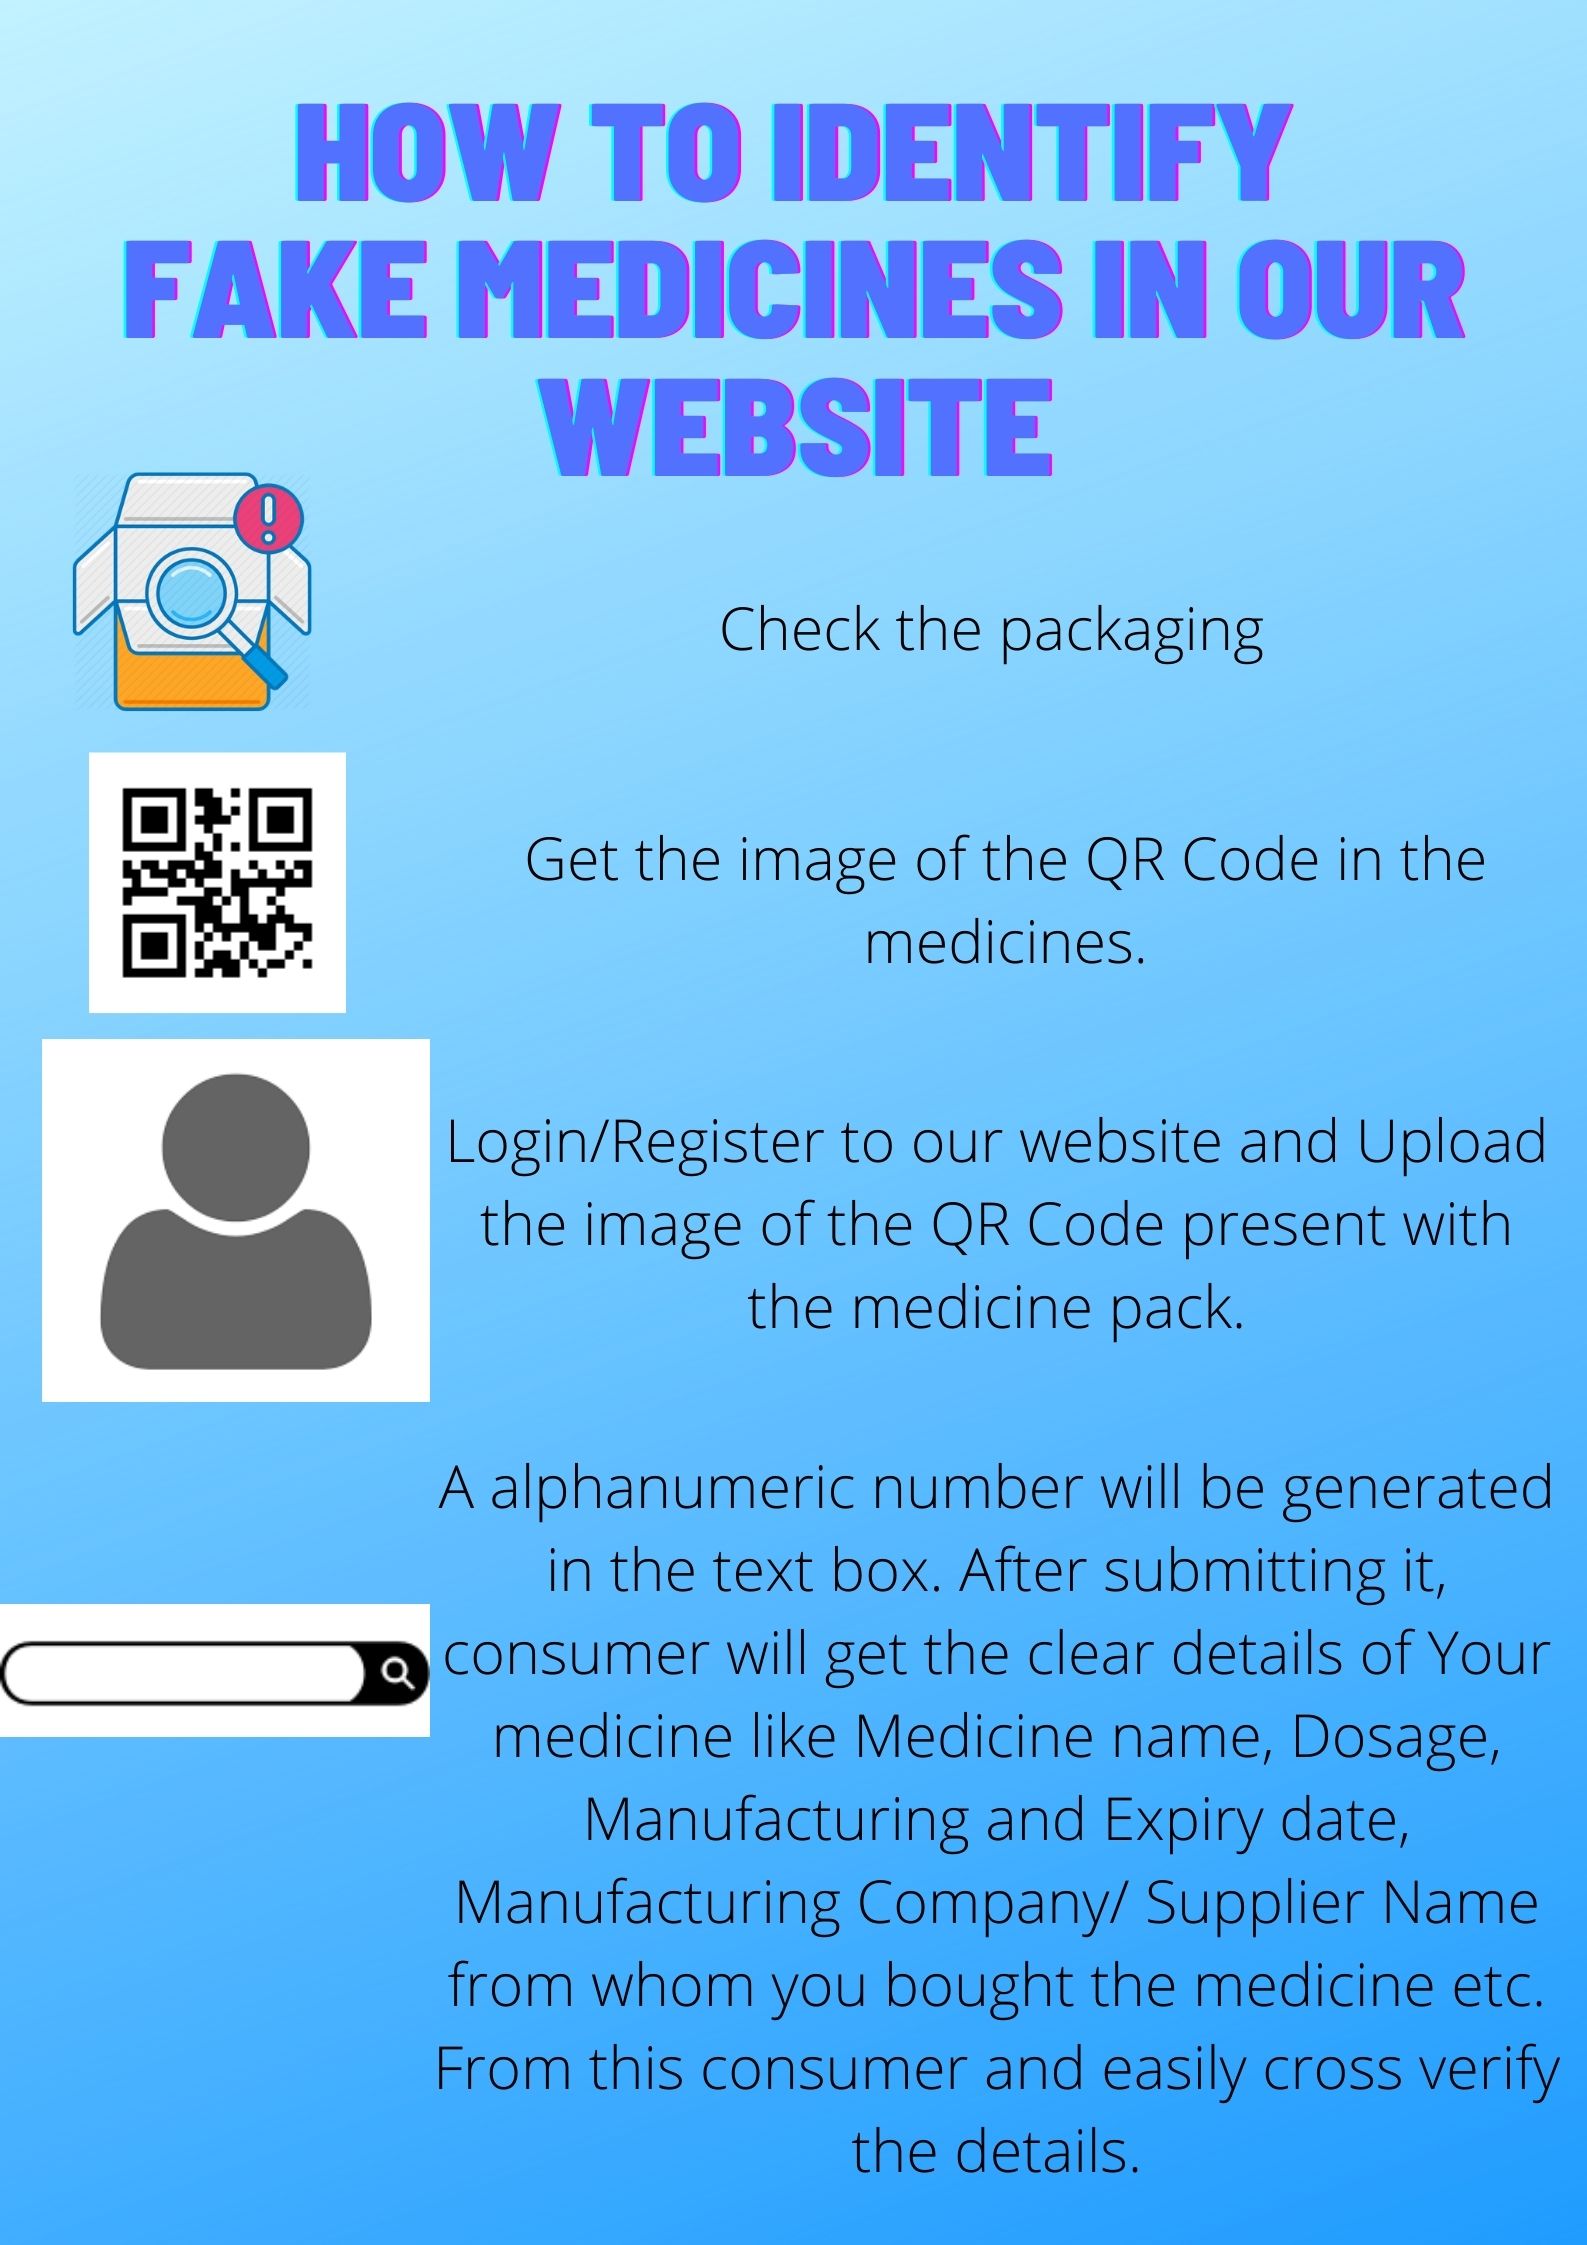 HOW TO IDENTIFY
FAKE MEDICINES IN OUR
WEBSITE
Check the packaging
Get the image of the QR Code in the
medicines.
Login/Register to our website and Upload
the image of the QR Code present with
the medicine pack.
A alphanumeric number will be generated
in the text box. After submitting it,
consumer will get the clear details of Your
medicine like Medicine name, Dosage,
Manufacturing and Expiry date,
Manufacturing Company/ Supplier Name
from whom you bought the medicine etc.
From this consumer and easily cross verify
the details.